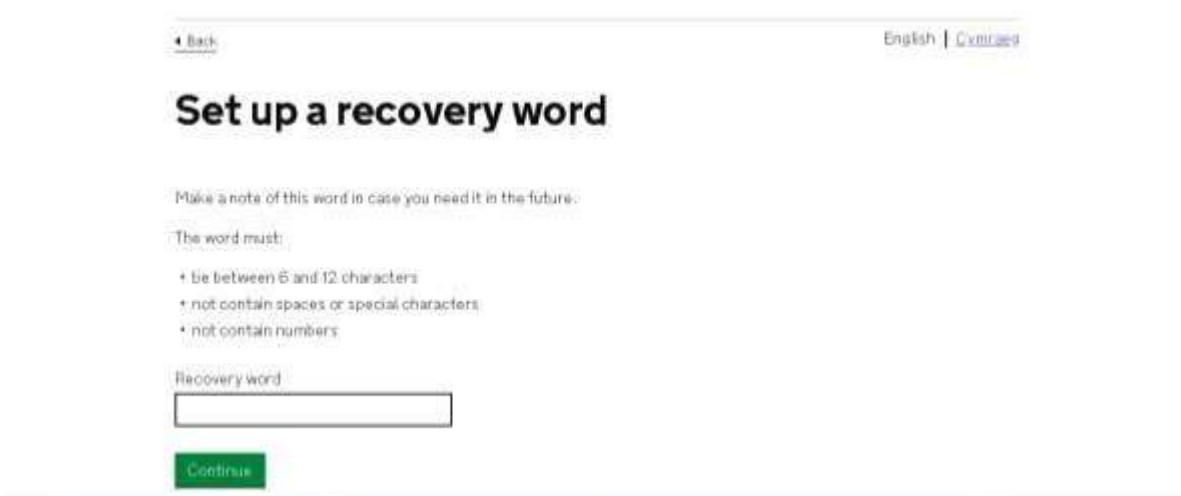 Back
English | Cymraeg
Set up a recovery word
Make a note of this word in case you need it in the future.
The word must:
• be between 6 and 12 characters
• not contain spaces or special characters
• not contain numbers
Recovery word
Continue